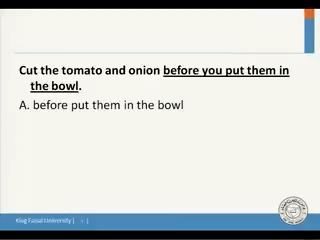 Cut the tomato and onion before you put them in
the bowl.
A. before put them in the bowl
King Faisal University |